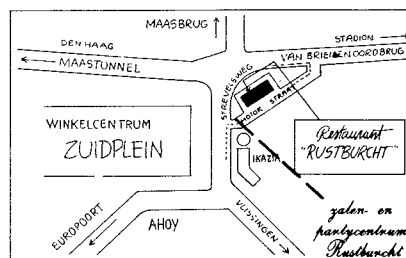 MAASBRUG
STADION
DEN HAAG
VAN BRIENENOORDBRUG
MAASTUNNEL
STREVELSWEG
MOTOR STRAAT
WINKELCENTRUM
ZUIDPLEIN
Restaurant
"RUSTBURCHT"
IKAZIA
zalen- en
partycentrum
Rustburcht
EUROPOORT
AHOY
VLISSINGEN